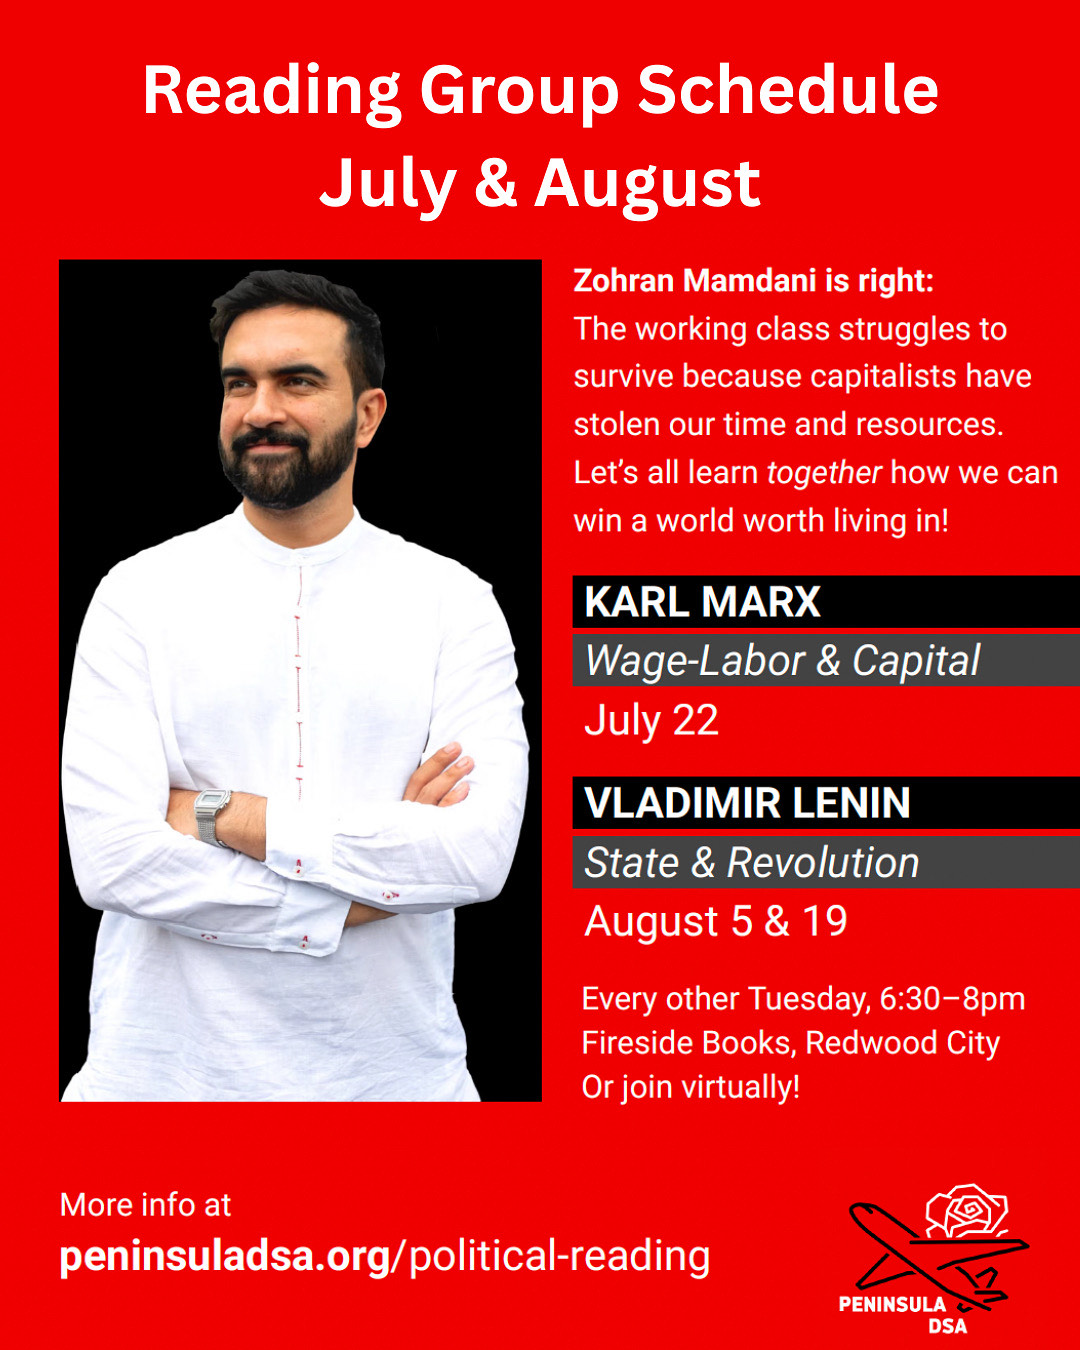 Reading Group Schedule
July & August
Zohran Mamdani is right:
The working class struggles to
survive because capitalists have
stolen our time and resources.
Let's all learn together how we can
win a world worth living in!
KARL MARX
Wage-Labor & Capital
July 22
VLADIMIR LENIN
State & Revolution
August 5 & 19
Every other Tuesday, 6:30–8pm
Fireside Books, Redwood City
Or join virtually!
More info at
peninsuladsa.org/political-reading
PENINSULA
DSA